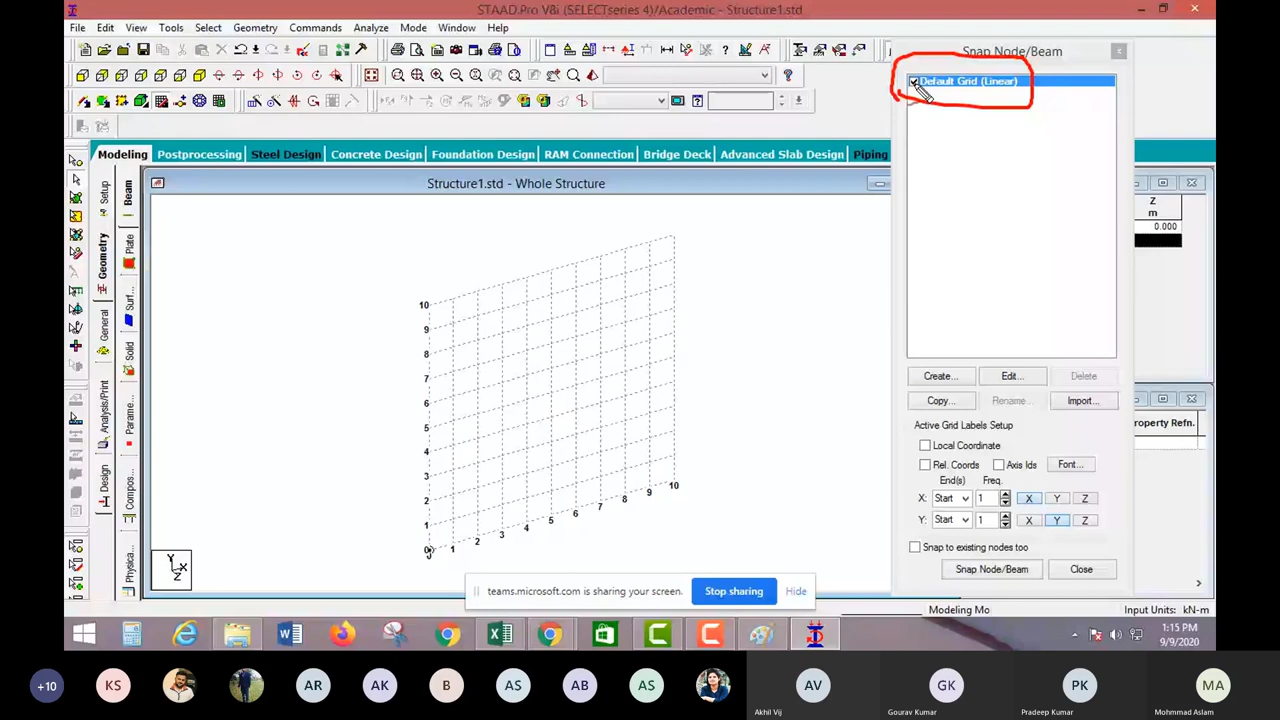 STAAD.Pro V8i (SELECTseries 4)/Academic - Structure1.std
File Edit View Tools Select Geometry Commands Analyze Mode Window Help
Snap Node/Beam
Default Grid (Linear)
Modeling Postprocessing Steel Design Concrete Design Foundation Design RAM Connection Bridge Deck Advanced Slab Design Piping
Structure1.std - Whole Structure
Setup
Geometry
General
Analysis/Print
Design
Beam
Plate
Surf..
Solid
Parame..
Compos..
Physica..
10
9
8
7
6
5
4
3
2
1
0
0 1 2 3 4 5 6 7 8 9 10
Y
X
Z
Z
m
0.000
Create... Edit... Delete
Copy... Rename... Import...
Active Grid Labels Setup
Local Coordinate
Rel. Coords Axis Ids Font...
End(s) Freq.
X: Start 1 X Y Z
Y: Start 1 X Y Z
Snap to existing nodes too
Snap Node/Beam Close
roperty Refn.
teams.microsoft.com is sharing your screen. Stop sharing Hide
Modeling Mo Input Units: kN-m
1:15 PM
9/9/2020
+10 KS AR AK B AS AB AS AV GK PK MA
Akhil Vij Gourav Kumar Pradeep Kumar Mohmmad Aslam